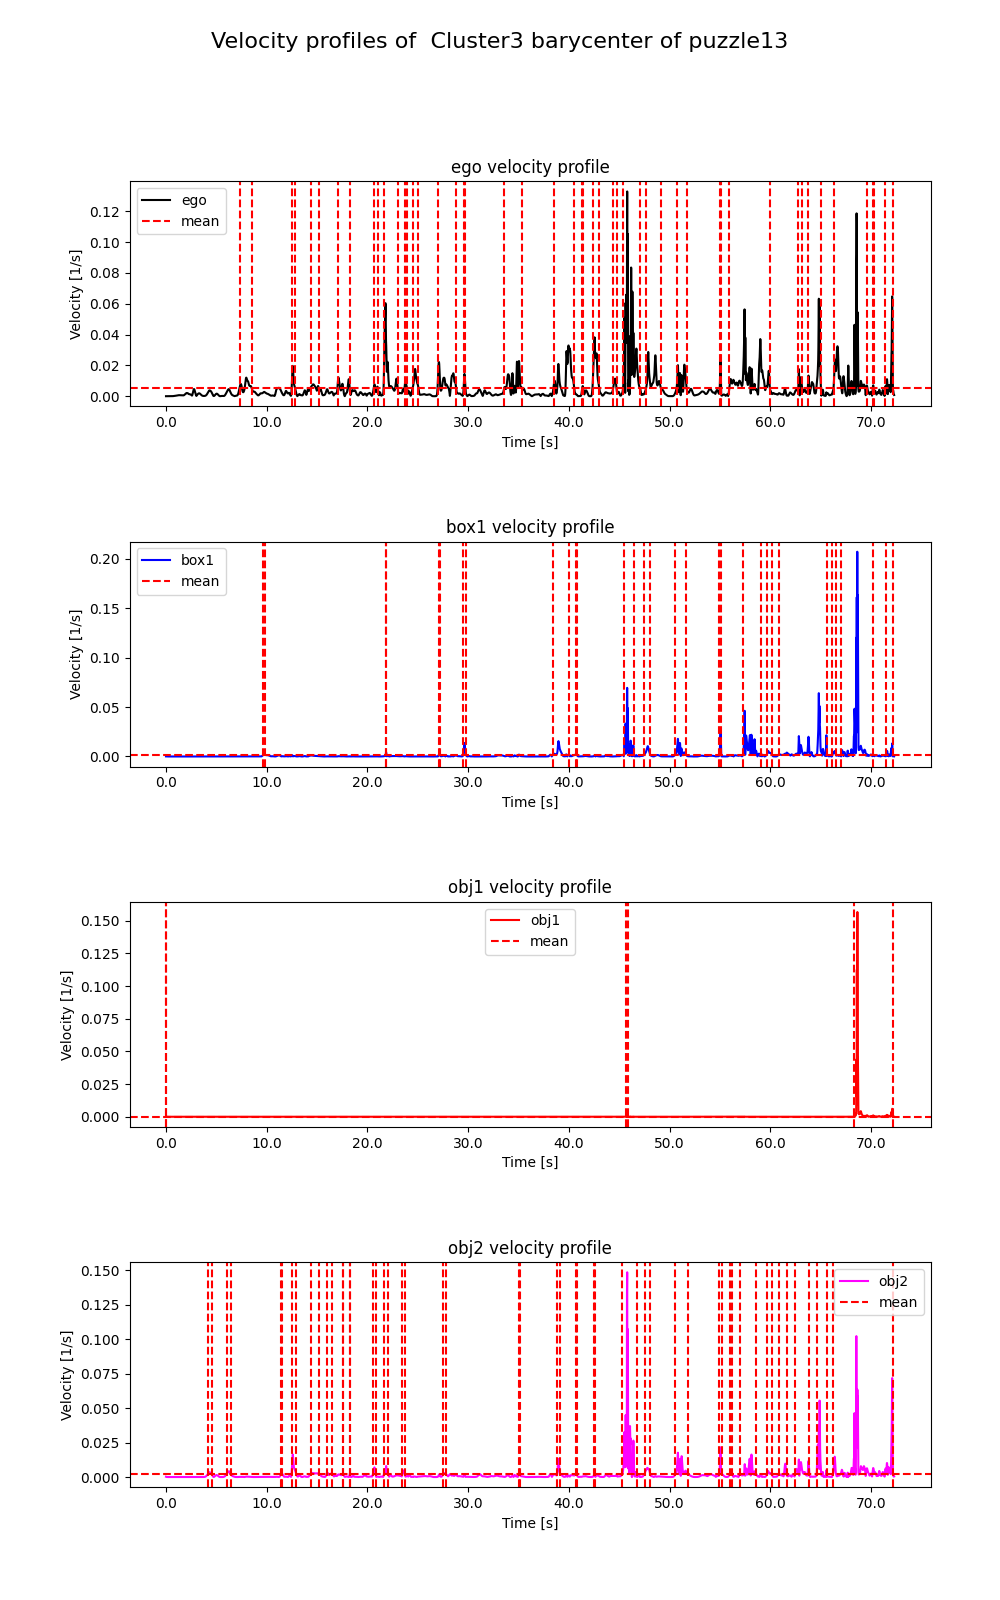 Velocity profiles of  Cluster3 barycenter of puzzle13
ego velocity profile
Velocity [1/s]
0.12
0.10
0.08
0.06
0.04
0.02
0.00
ego
mean
0.0 10.0 20.0 30.0 40.0 50.0 60.0 70.0
Time [s]
box1 velocity profile
Velocity [1/s]
0.20
0.15
0.10
0.05
0.00
box1
mean
0.0 10.0 20.0 30.0 40.0 50.0 60.0 70.0
Time [s]
obj1 velocity profile
Velocity [1/s]
0.150
0.125
0.100
0.075
0.050
0.025
0.000
obj1
mean
0.0 10.0 20.0 30.0 40.0 50.0 60.0 70.0
Time [s]
obj2 velocity profile
Velocity [1/s]
0.150
0.125
0.100
0.075
0.050
0.025
0.000
obj2
mean
0.0 10.0 20.0 30.0 40.0 50.0 60.0 70.0
Time [s]